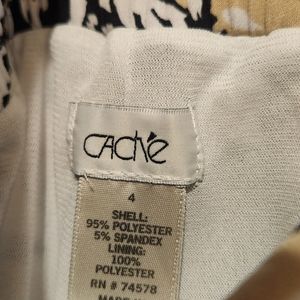 CACHÉ
4
SHELL:
95% POLYESTER
5% SPANDEX
LINING:
100%
POLYESTER
RN # 74578